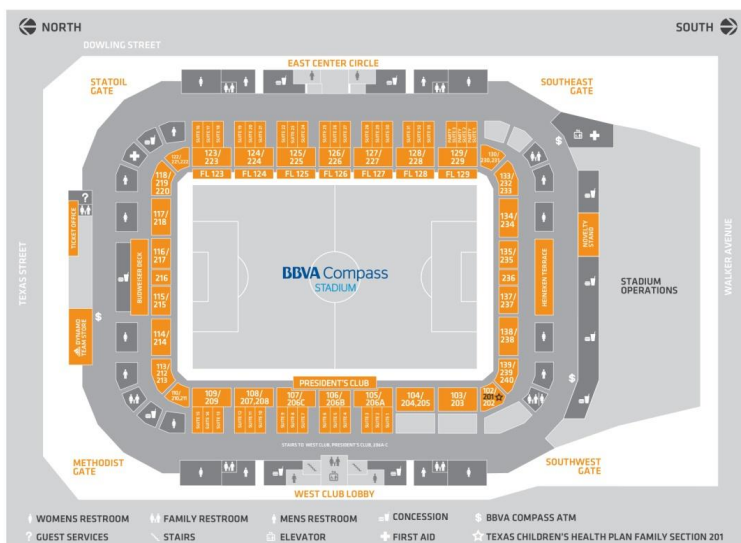 NORTH
SOUTH
DOWLING STREET
EAST CENTER CIRCLE
STATOIL
GATE
SOUTHEAST
GATE
123/
223
124/
224
125/
225
126/
226
127/
227
128/
228
129/
229
FL 123
FL 124
FL 125
FL 126
FL 127
FL 128
FL 129
118/
219
220
133/
232
233
117/
218
134/
234
116/
217
135/
235
216
236
115/
215
137/
237
114/
214
138/
238
113/
212
213
139/
239
240
?
TICKET OFFICE
BUDWEISER DECK
DYNAMO
TEAM STORE
$
TEXAS STREET
BBVA Compass
STADIUM
HEINEKEN TERRACE
NOVELTY
STAND
$
$
STADIUM
OPERATIONS
WALKER AVENUE
PRESIDENT'S CLUB
109/
209
108/
207,208
107/
206C
106/
206B
105/
206A
104/
204,205
103/
203
102/
201
202
STAIRS TO WEST CLUB, PRESIDENT'S CLUB, 206A-C
METHODIST
GATE
SOUTHWEST
GATE
WEST CLUB LOBBY
WOMENS RESTROOM
FAMILY RESTROOM
MENS RESTROOM
CONCESSION
$ BBVA COMPASS ATM
? GUEST SERVICES
STAIRS
ELEVATOR
FIRST AID
TEXAS CHILDREN'S HEALTH PLAN FAMILY SECTION 201